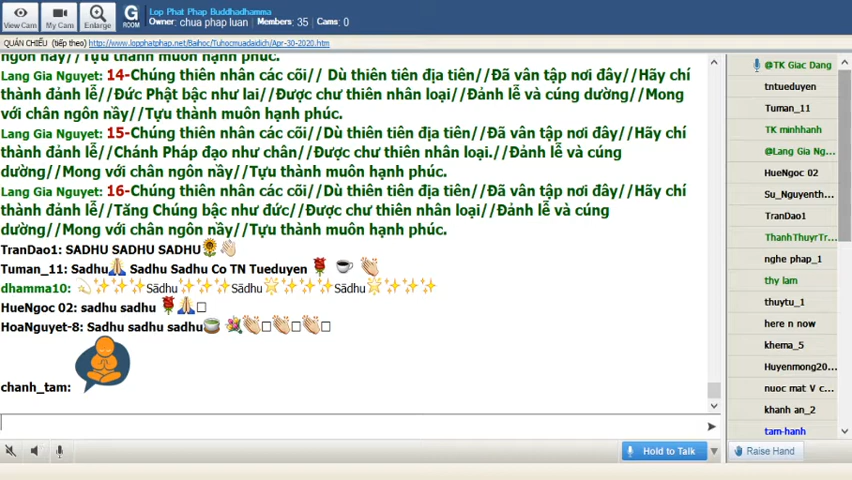 Lop Phat Phap Buddhadhamma
Owner: chua phap luan Members: 35 Cams: 0
View Cam My Cam Enlarge G ROOM
QUÁN CHIẾU (tiếp theo) http://www.lopphatphap.net/Baihoc/Tuhocmuadaidich/Apr-30-2020.htm
ngôn nầy//Tựu thành muôn hạnh phúc.
Lang Gia Nguyet: 14-Chúng thiên nhân các cõi// Dù thiên tiên địa tiên//Đã vân tập nơi đây//Hãy chí
thành đảnh lễ//Đức Phật bậc như lai//Được chư thiên nhân loại//Đảnh lễ và cúng dường//Mong
với chân ngôn nầy//Tựu thành muôn hạnh phúc.
Lang Gia Nguyet: 15-Chúng thiên nhân các cõi//Dù thiên tiên địa tiên//Đã vân tập nơi đây//Hãy chí
thành đảnh lễ//Chánh Pháp đạo như chân//Được chư thiên nhân loại.//Đảnh lễ và cúng
dường//Mong với chân ngôn nầy//Tựu thành muôn hạnh phúc.
Lang Gia Nguyet: 16-Chúng thiên nhân các cõi//Dù thiên tiên địa tiên//Đã vân tập nơi đây//Hãy chí
thành đảnh lễ//Tăng Chúng bậc như đức//Được chư thiên nhân loại//Đảnh lễ và cúng
dường//Mong với chân ngôn nầy//Tựu thành muôn hạnh phúc.
TranDao1: SADHU SADHU SADHU
Tuman_11: Sadhu Sadhu Sadhu Co TN Tueduyen
dhamma10: Sādhu Sādhu Sādhu
HueNgoc 02: sadhu sadhu
HoaNguyet-8: Sadhu sadhu sadhu
chanh_tam:
@TK Giac Dang
tntueduyen
Tuman_11
TK minhhanh
@Lang Gia Ng...
HueNgoc 02
Su_Nguyenth...
TranDao1
ThanhThuyrTr...
nghe phap_1
thy lam
thuytu_1
here n now
khema_5
Huyenmong20...
nuoc mat V c...
khanh an_2
tam-hanh
Hold to Talk
Raise Hand